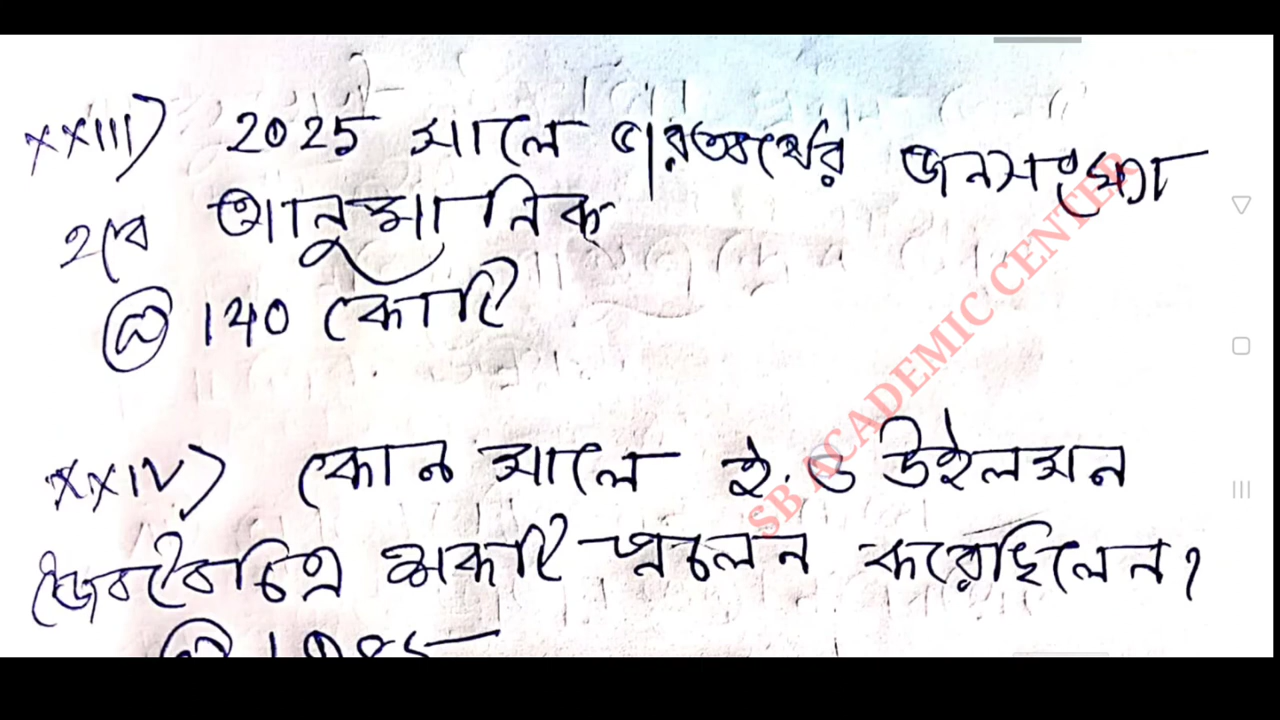 xxiii) 2025 সালে ভারতবর্ষের জনসংখ্যা
হবে আনুমানিক
@ 140 কোটি
xxiv) কোন সালে ই. ও উইলসন
জৈববৈচিত্র শব্দটি প্রচলন করেছিলেন?
SB ACADEMIC CENTER